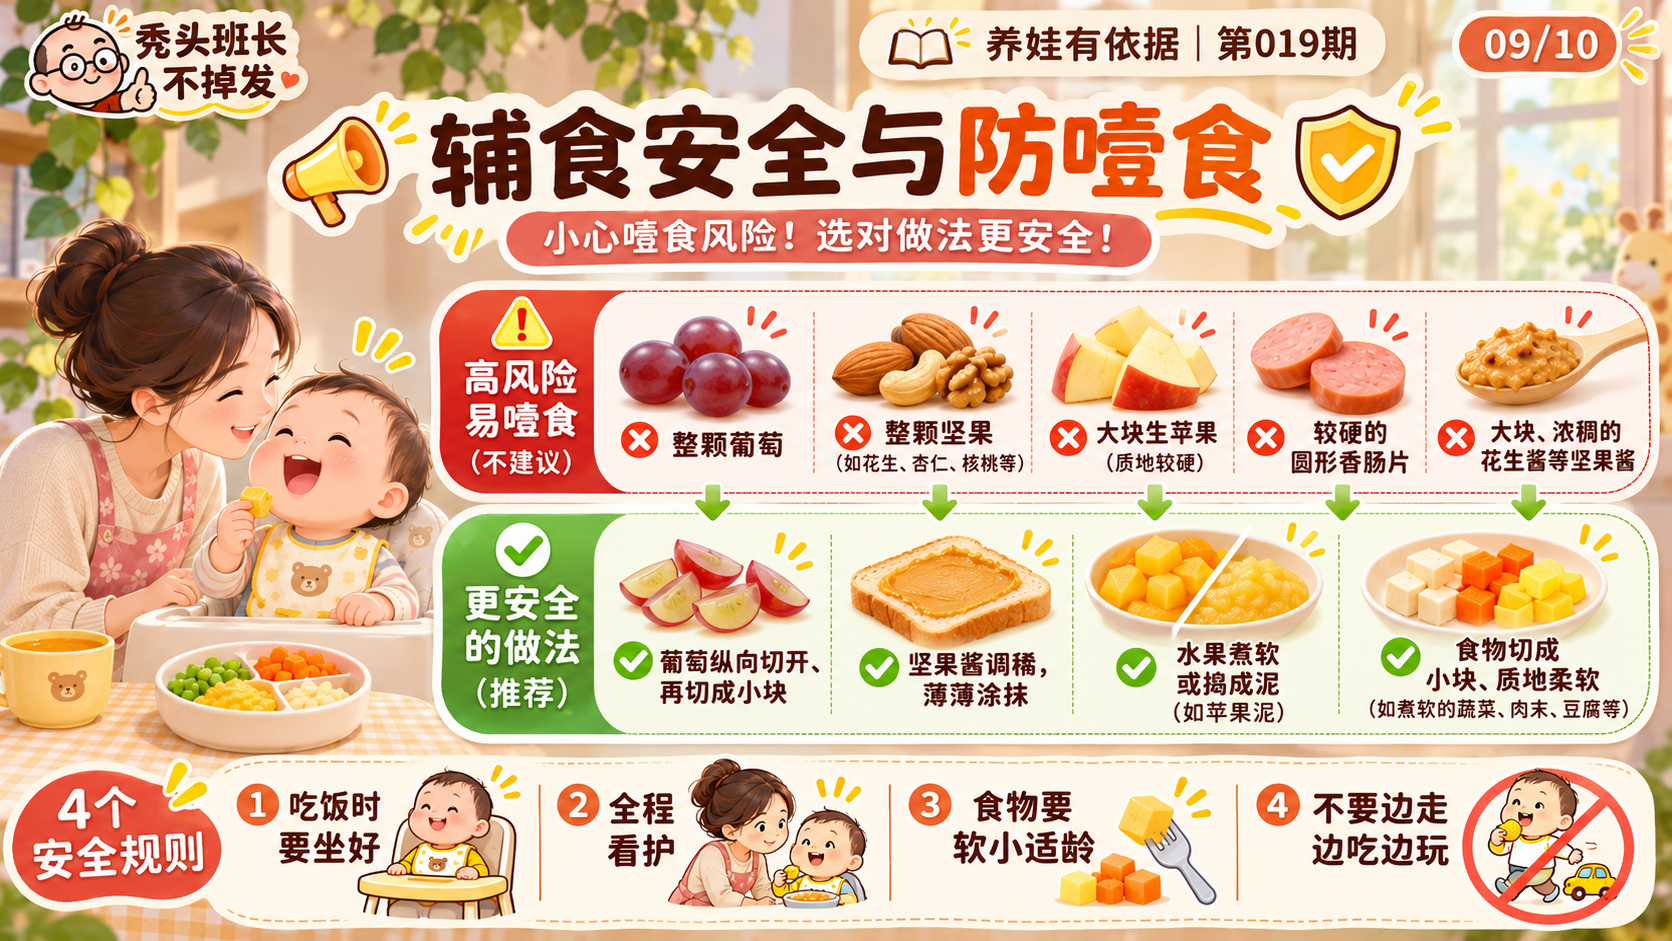 秃头班长
不掉发
养娃有依据｜第019期
09/10
辅食安全与防噎食
小心噎食风险！选对做法更安全！
高风险
易噎食
（不建议）
整颗葡萄
整颗坚果
（如花生、杏仁、核桃等）
大块生苹果
（质地较硬）
较硬的
圆形香肠片
大块、浓稠的
花生酱等坚果酱
更安全
的做法
（推荐）
葡萄纵向切开、
再切成小块
坚果酱调稀，
薄薄涂抹
水果煮软
或捣成泥
（如苹果泥）
食物切成
小块、质地柔软
（如煮软的蔬菜、肉末、豆腐等）
4个
安全规则
1 吃饭时
要坐好
2 全程
看护
3 食物要
软小适龄
4 不要边走
边吃边玩